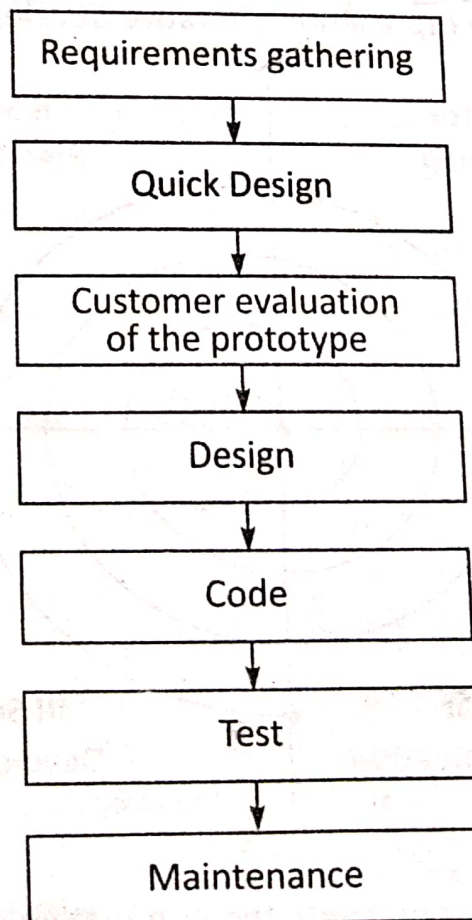 Requirements gathering
Quick Design
Customer evaluation
of the prototype
Design
Code
Test
Maintenance